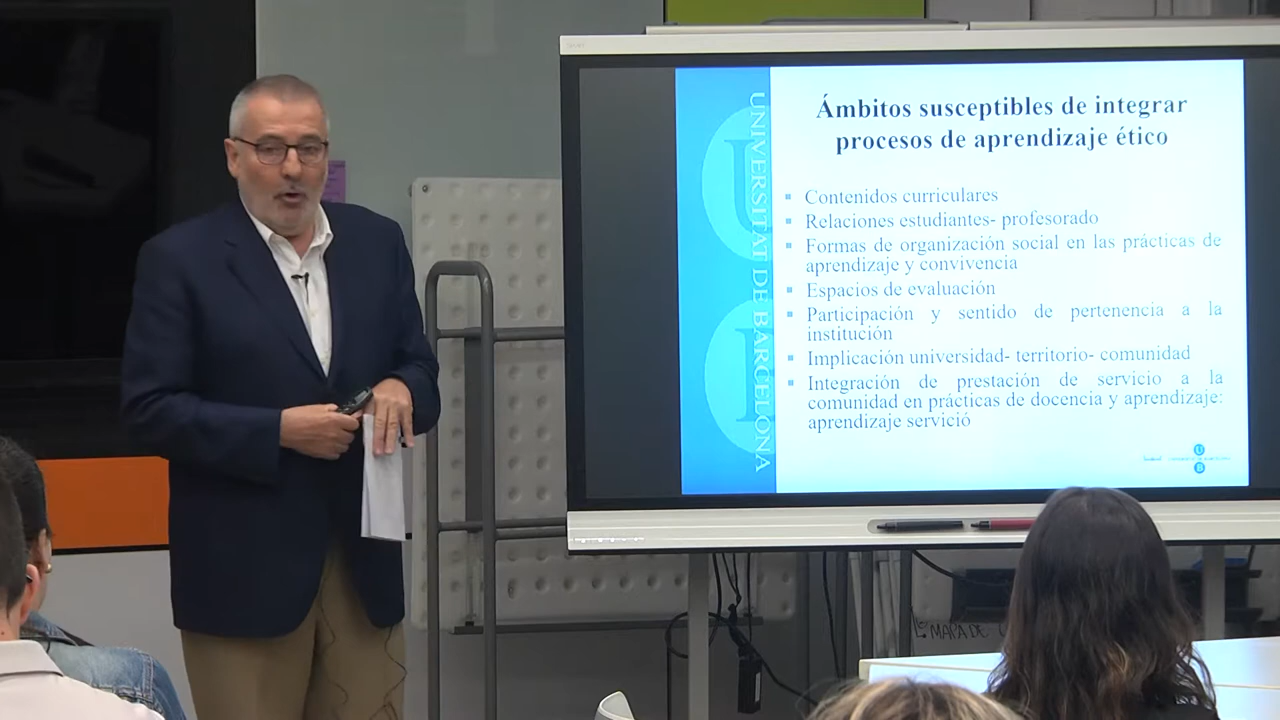 Ámbitos susceptibles de integrar
procesos de aprendizaje ético
Contenidos curriculares
Relaciones estudiantes- profesorado
Formas de organización social en las prácticas de
aprendizaje y convivencia
Espacios de evaluación
Participación y sentido de pertenencia a la
institución
Implicación universidad- territorio- comunidad
Integración de prestación de servicio a la
comunidad en prácticas de docencia y aprendizaje:
aprendizaje servició
UNIVERSITAT DE BARCELONA
U
B
MAPA DE